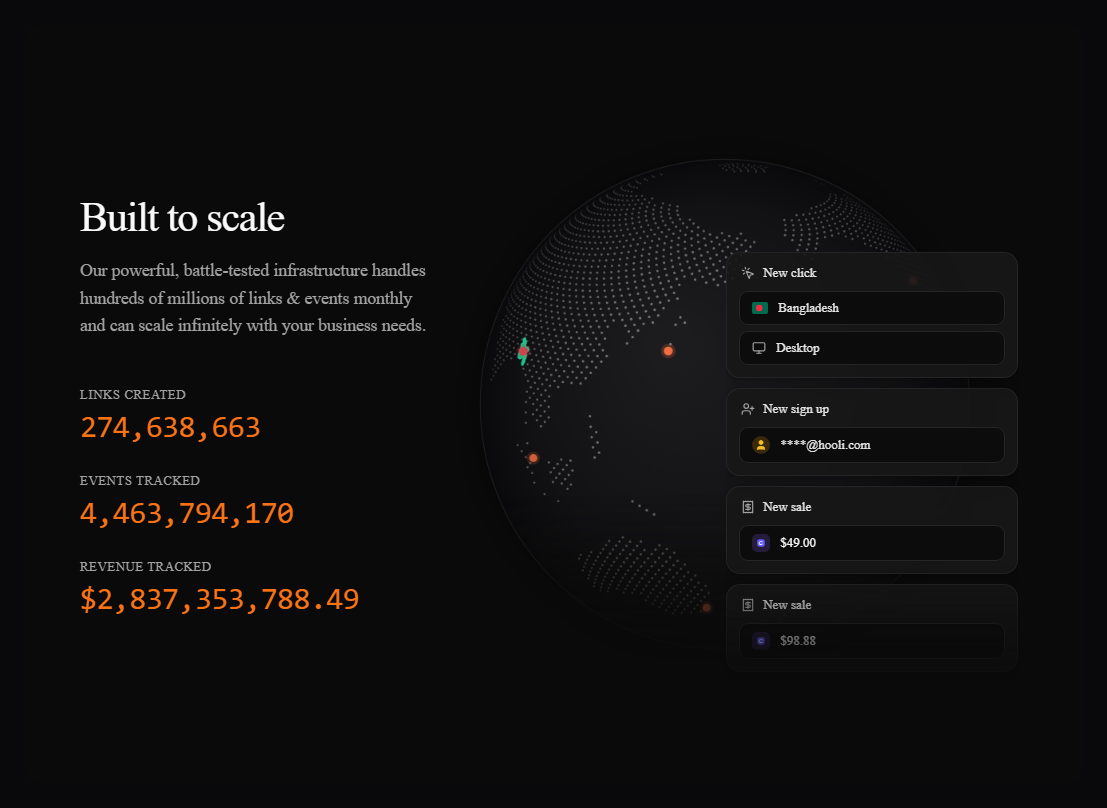 Built to scale
Our powerful, battle-tested infrastructure handles
hundreds of millions of links & events monthly
and can scale infinitely with your business needs.
LINKS CREATED
274,638,663
EVENTS TRACKED
4,463,794,170
REVENUE TRACKED
$2,837,353,788.49
New click
Bangladesh
Desktop
New sign up
****@hooli.com
New sale
$49.00
New sale
$98.88